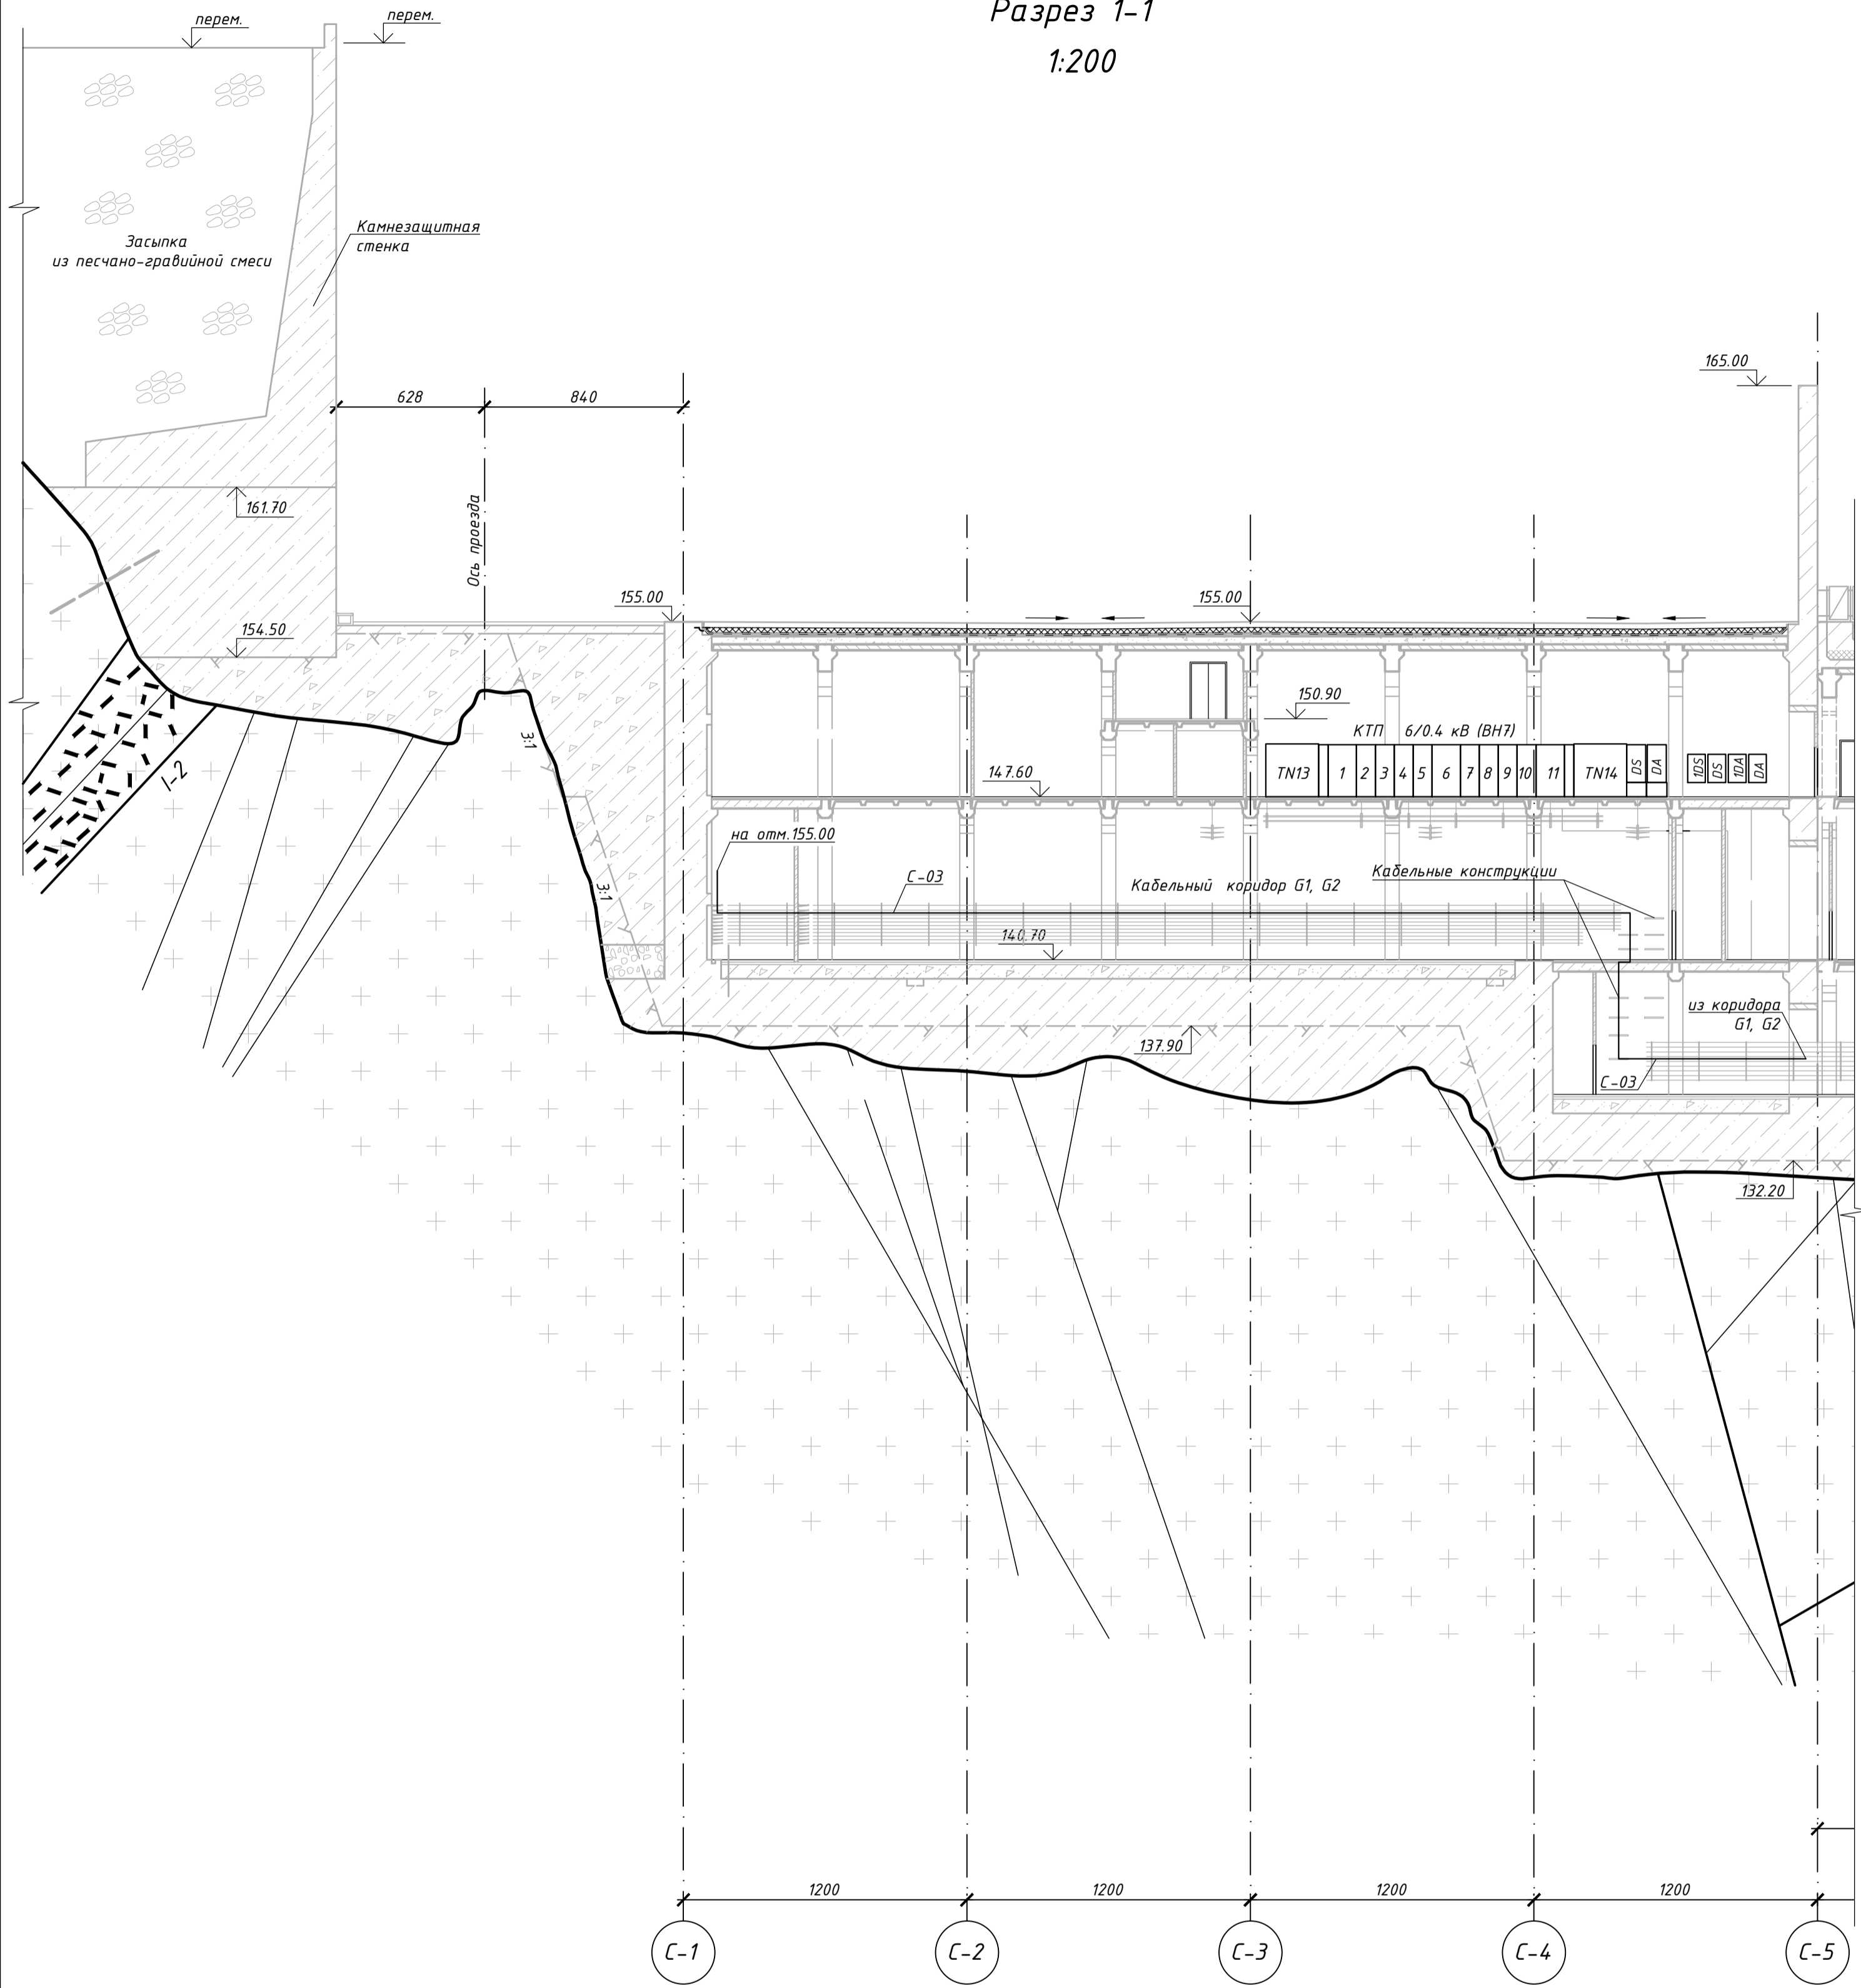 Разрез 1-1
1:200
перем.
перем.
Камнезащитная
стенка
Засыпка
из песчано-гравийной смеси
165.00
628
840
161.70
Ось проезда
155.00
155.00
154.50
150.90
3:1
КТП 6/0.4 кВ (ВН7)
147.60
TN13 1 2 3 4 5 6 7 8 9 10 11 TN14 DS DA 1DS DS 1DA DA
I-2
на отм.155.00
3:1
С-03
Кабельный коридор G1, G2
Кабельные конструкции
140.70
из коридора
G1, G2
137.90
С-03
132.20
1200
1200
1200
1200
С-1
С-2
С-3
С-4
С-5